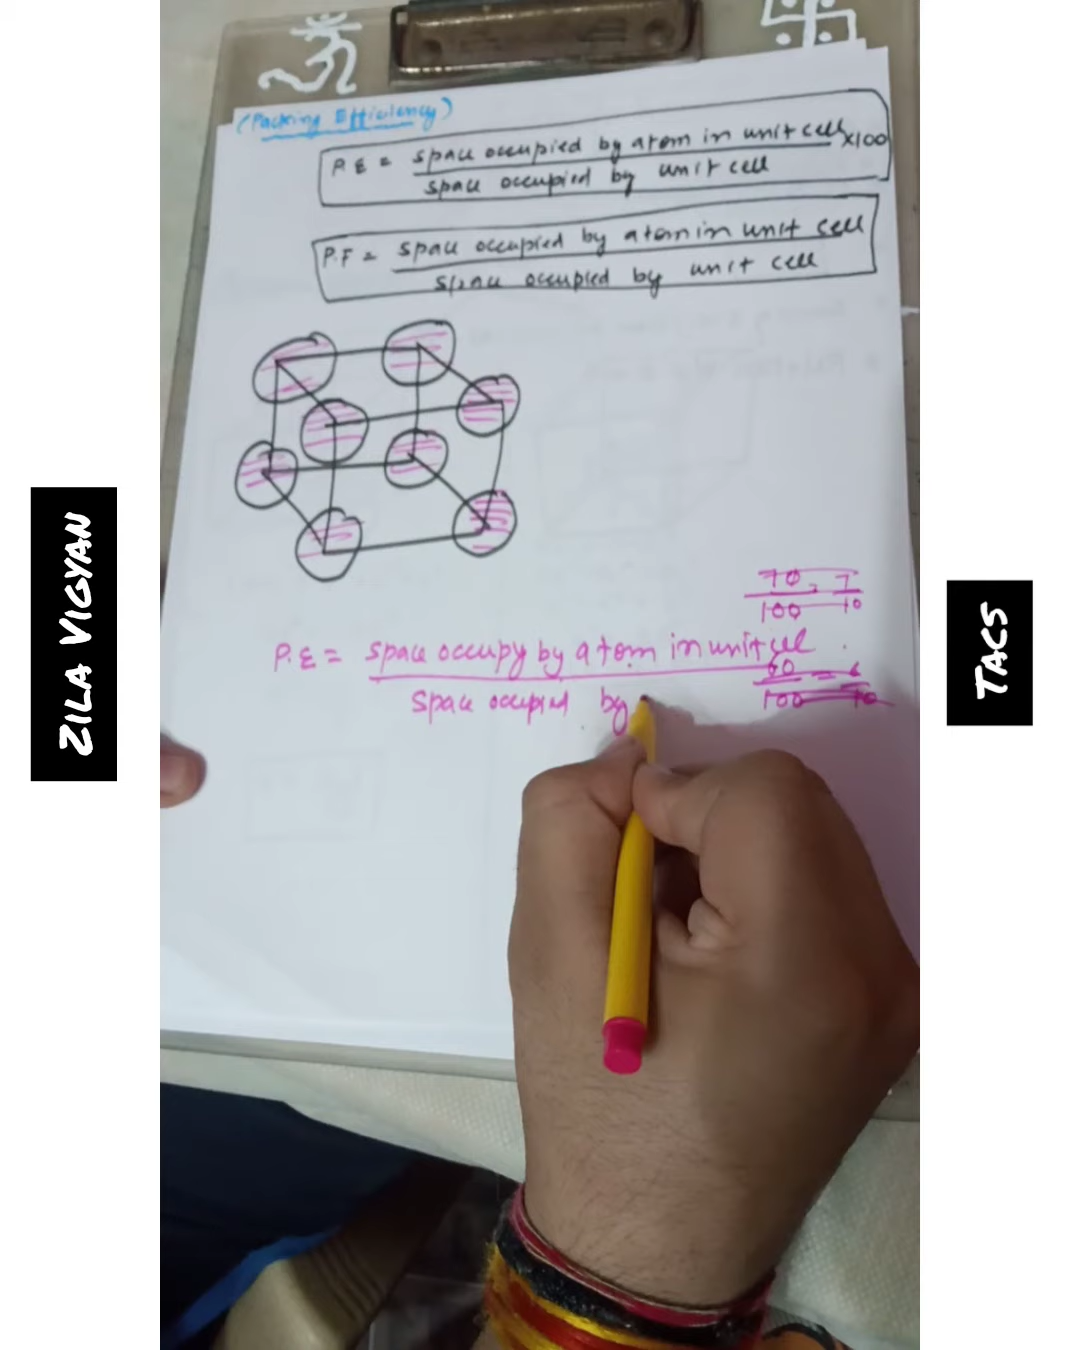 (Packing Efficiency)
P.E = space occupied by atom in unit cell ×100
space occupied by unit cell
P.F = space occupied by atom in unit cell
space occupied by unit cell
70 = 7
100 10
P.E = space occupy by atom in unit cell
60 = 6
100 10
space occupied by
ZILA VIGYAN
TACS